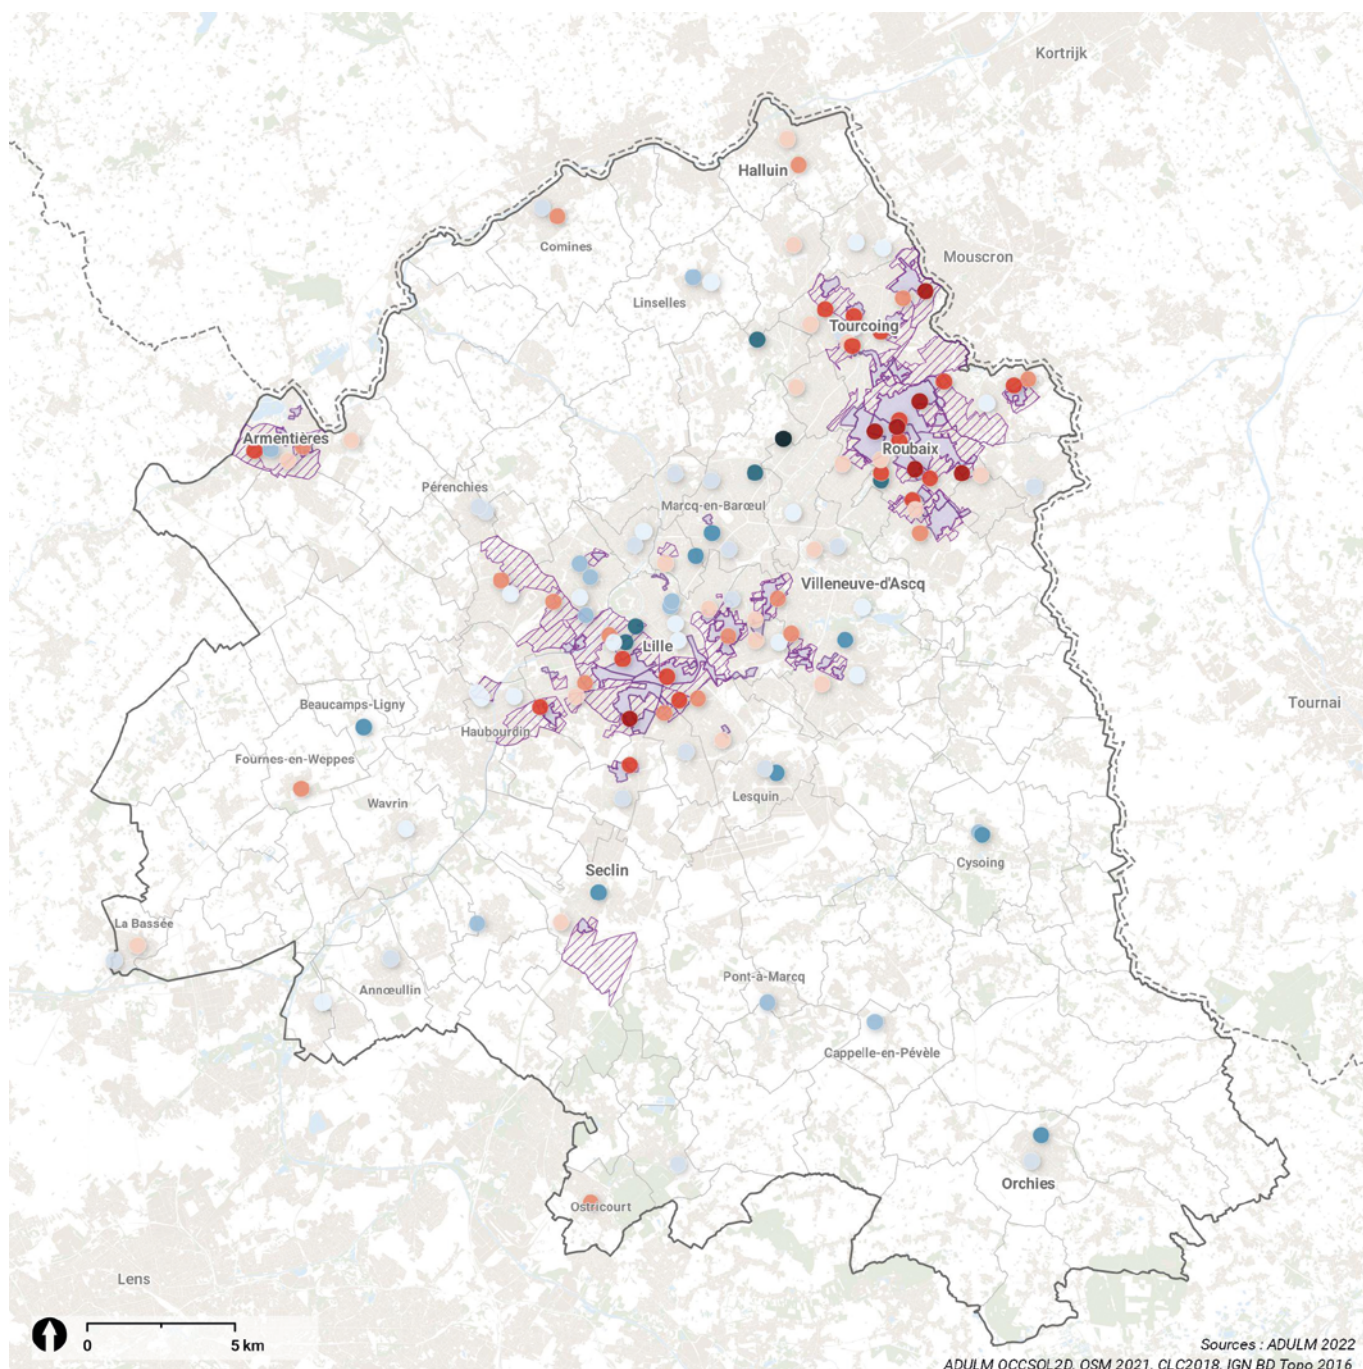 Kortrijk
Halluin
Comines
Mouscron
Linselles
Tourcoing
Armentières
Roubaix
Pérenchies
Marcq-en-Barœul
Villeneuve-d'Ascq
Lille
Tournai
Beaucamps-Ligny
Haubourdin
Fournes-en-Weppes
Wavrin
Lesquin
Cysoing
Seclin
La Bassée
Pont-à-Marcq
Annœullin
Cappelle-en-Pévèle
Orchies
Ostricourt
Lens
0 5 km
Sources : ADULM 2022
ADULM OCCSOL2D, OSM 2021, CLC2018, IGN BD Topo 2016